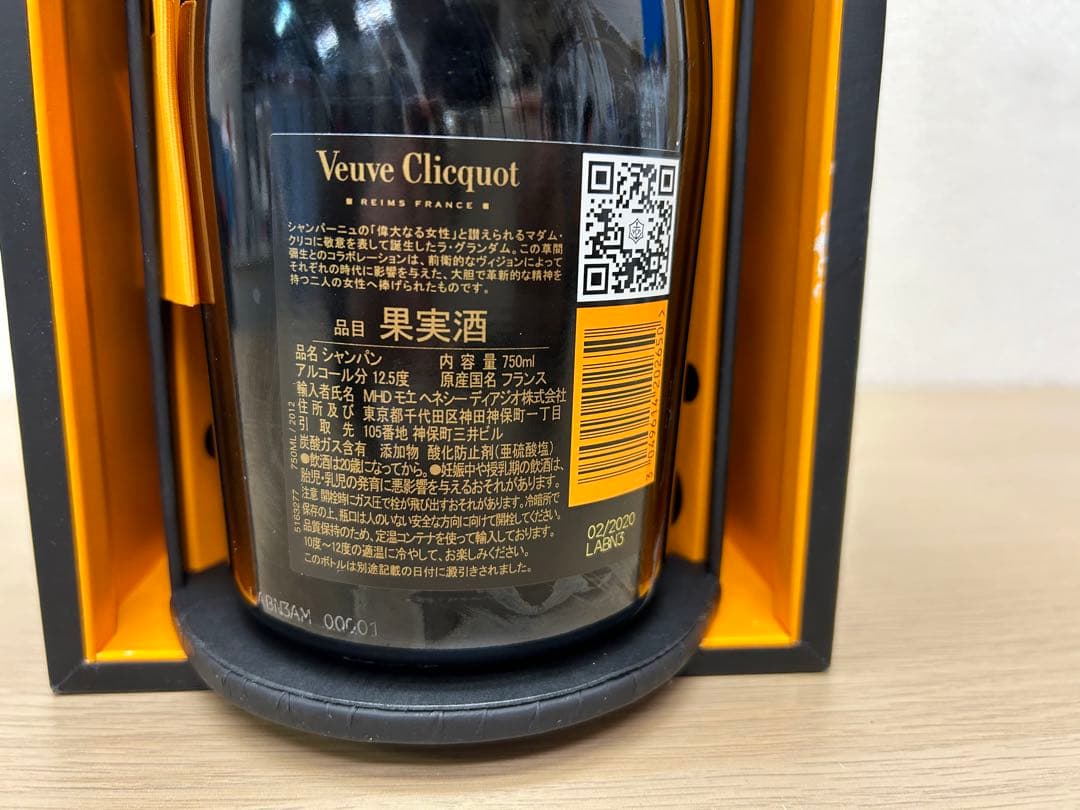 Veuve Clicquot
REIMS FRANCE
シャンパーニュの「偉大なる女性」と讃えられるマダム・
クリコに敬意を表して誕生したラ・グランダム。この草間
彌生とのコラボレーションは、前衛的なヴィジョンによって
それぞれの時代に影響を与えた、大胆で革新的な精神を
持つ二人の女性へ捧げられたものです。
品目 果実酒
品名 シャンパン 内容量 750ml
アルコール分 12.5度 原産国名 フランス
輸入者氏名 MHD モエ ヘネシー ディアジオ株式会社
住所及び 東京都千代田区神田神保町一丁目
引取先 105番地 神保町三井ビル
炭酸ガス含有 添加物 酸化防止剤(亜硫酸塩)
●飲酒は20歳になってから。●妊娠中や授乳期の飲酒は、
胎児・乳児の発育に悪影響を与えるおそれがあります。
注意 開栓時にガス圧で栓が飛び出すおそれがあります。冷暗所で
保存の上、瓶口は人のいない安全な方向に向けて開栓してください。
品質保持のため、定温コンテナを使って輸入しております。
10度〜12度の適温に冷やして、お楽しみください。
このボトルは別途記載の日付に澱引きされました。
5163277 750ML / 2012
3 049614 202650 >
02/2020
LABN3
ABN3AM 00001